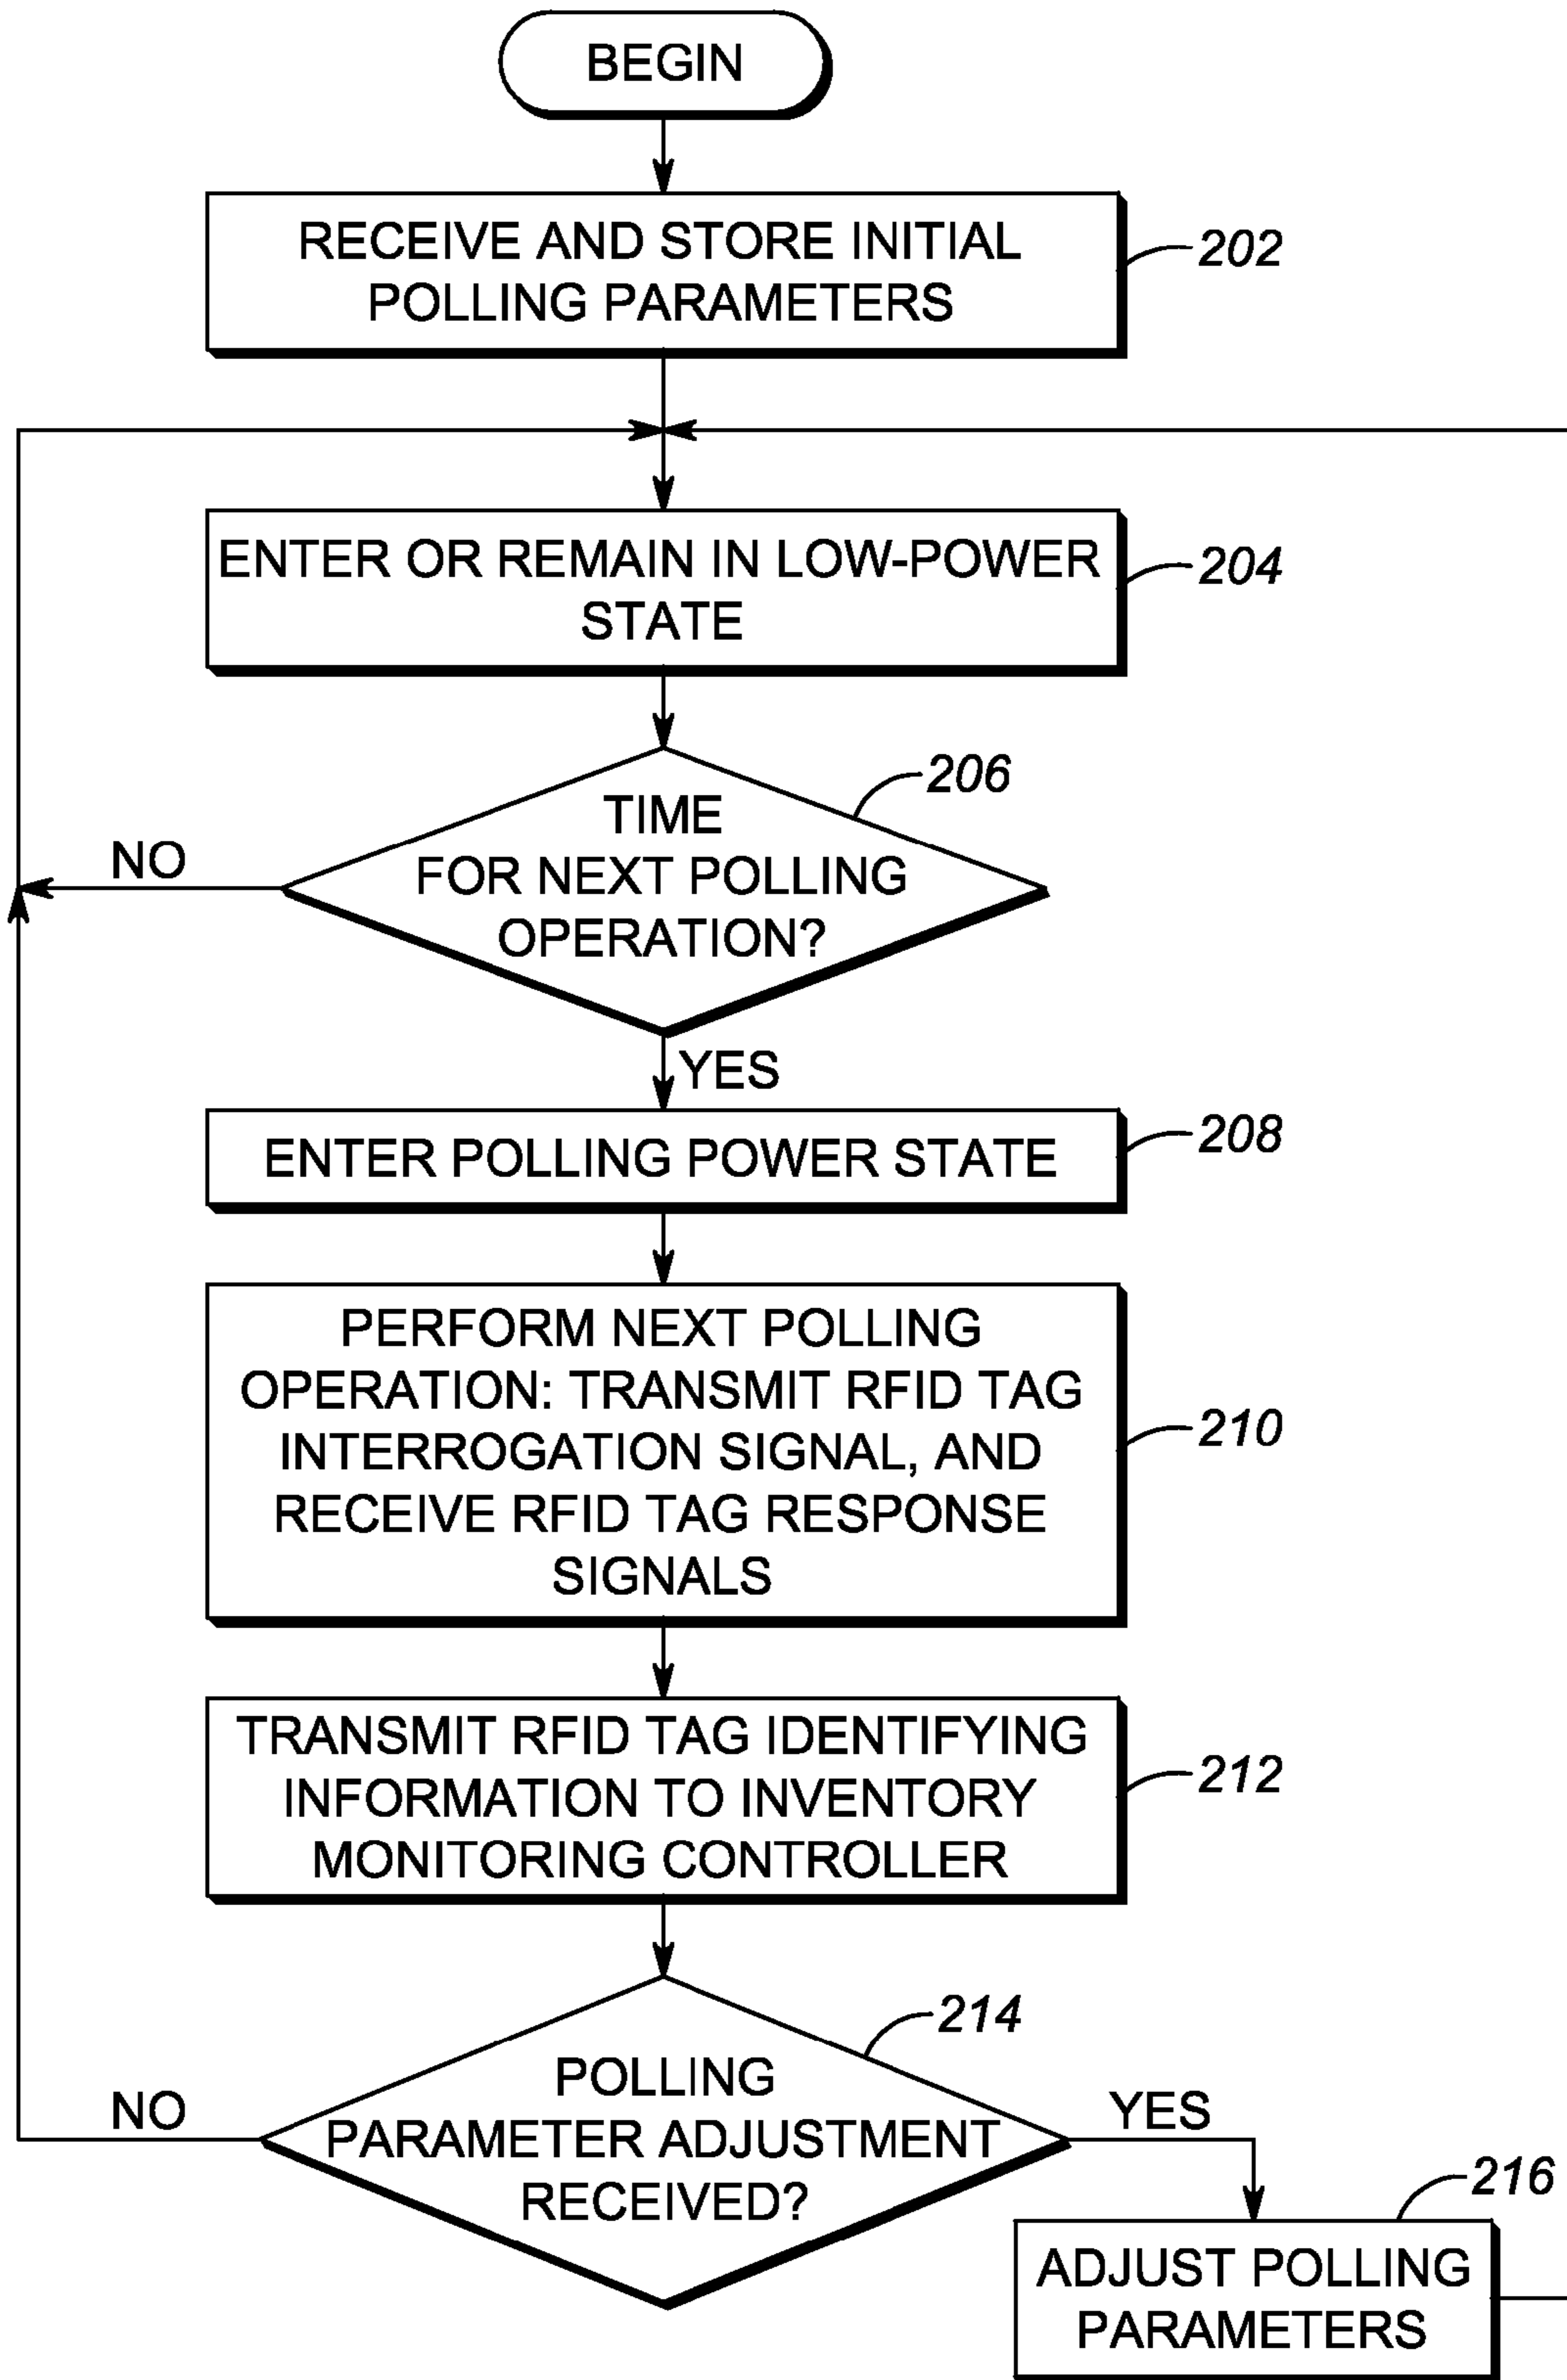 BEGIN
RECEIVE AND STORE INITIAL
POLLING PARAMETERS
202
ENTER OR REMAIN IN LOW-POWER
STATE
204
206
TIME
FOR NEXT POLLING
OPERATION?
NO
YES
ENTER POLLING POWER STATE
208
PERFORM NEXT POLLING
OPERATION: TRANSMIT RFID TAG
INTERROGATION SIGNAL, AND
RECEIVE RFID TAG RESPONSE
SIGNALS
210
TRANSMIT RFID TAG IDENTIFYING
INFORMATION TO INVENTORY
MONITORING CONTROLLER
212
214
POLLING
PARAMETER ADJUSTMENT
RECEIVED?
NO
YES
216
ADJUST POLLING
PARAMETERS